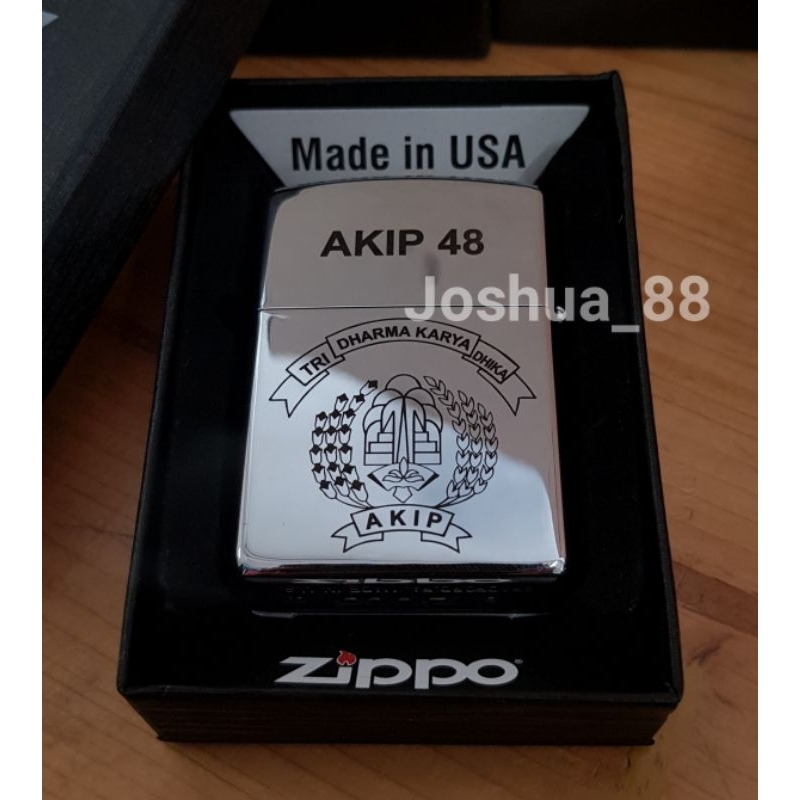 Made in USA
AKIP 48
Joshua_88
TRI DHARMA KARYA DHIKA
AKIP
zippo